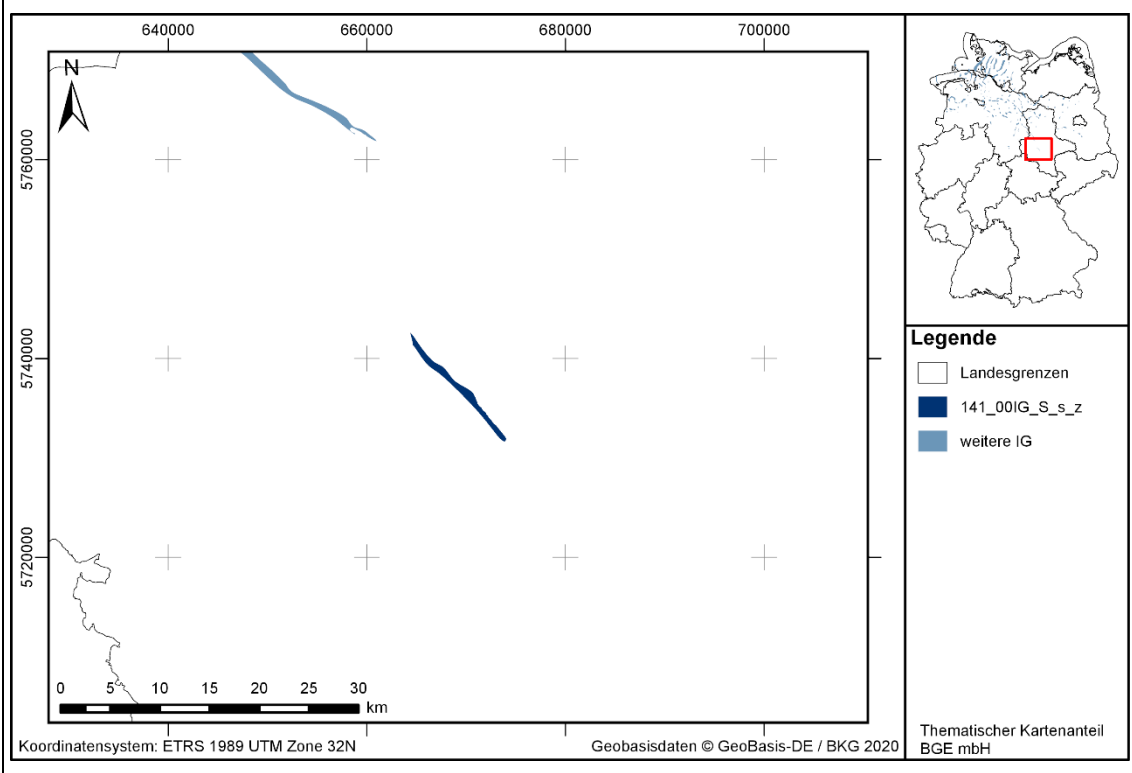 640000 660000 680000 700000
N
5760000
5740000
5720000
0 5 10 15 20 25 30
km
Koordinatensystem: ETRS 1989 UTM Zone 32N
Geobasisdaten © GeoBasis-DE / BKG 2020
Legende
Landesgrenzen
141_00IG_S_s_z
weitere IG
Thematischer Kartenanteil
BGE mbH